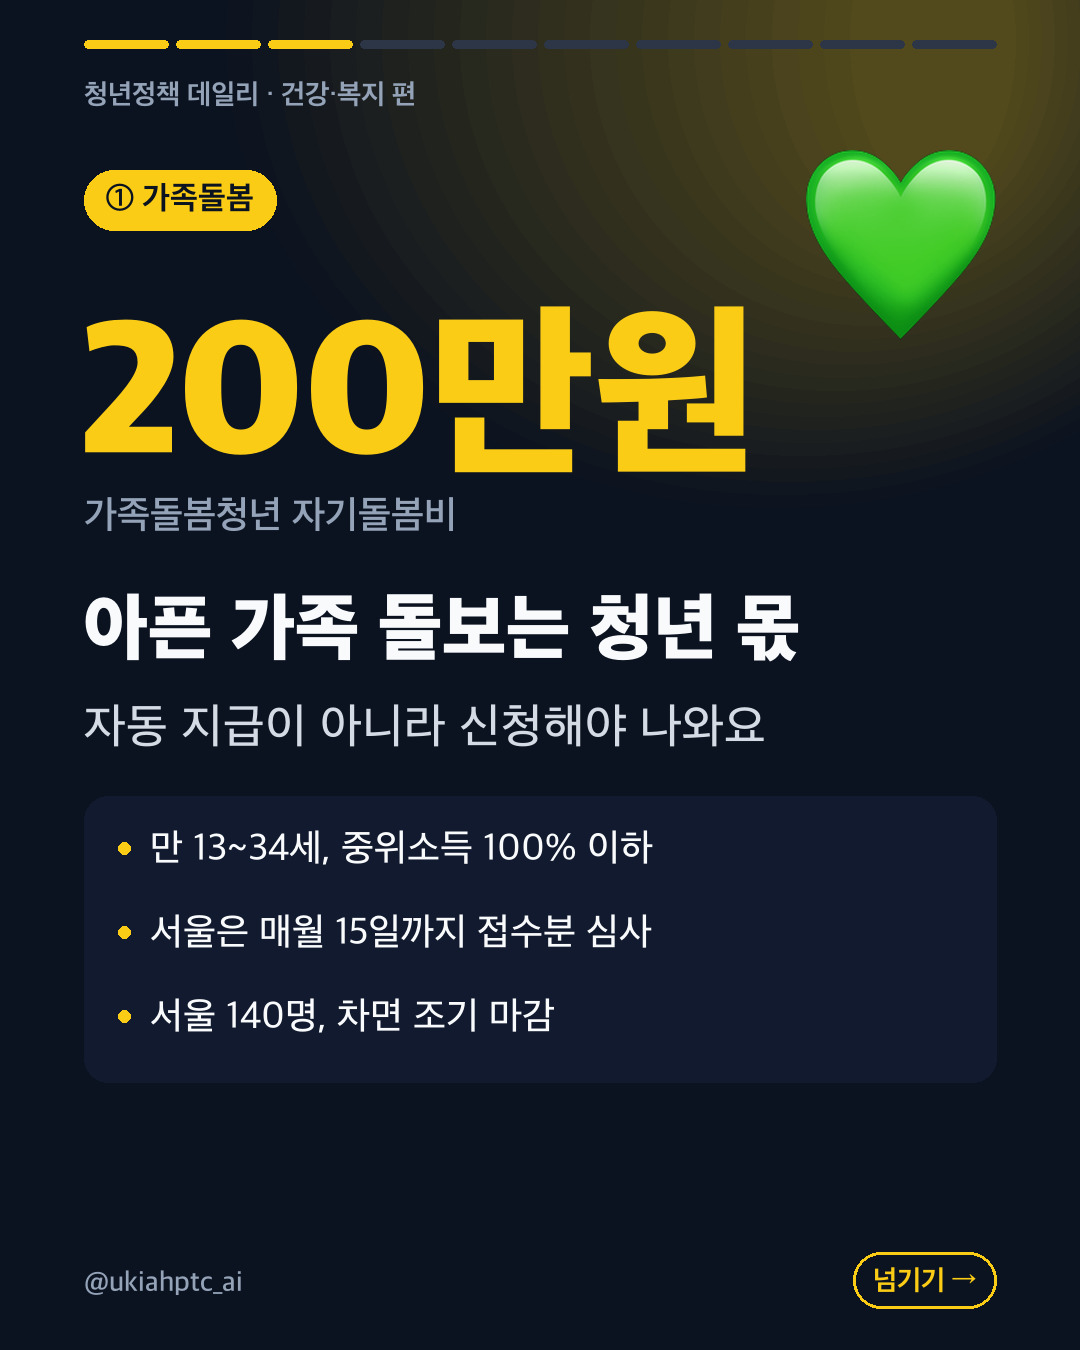 청년정책 데일리 · 건강·복지 편
① 가족돌봄
200만원
가족돌봄청년 자기돌봄비
아픈 가족 돌보는 청년 몫
자동 지급이 아니라 신청해야 나와요
만 13~34세, 중위소득 100% 이하
서울은 매월 15일까지 접수분 심사
서울 140명, 차면 조기 마감
@ukiahptc_ai
넘기기 →